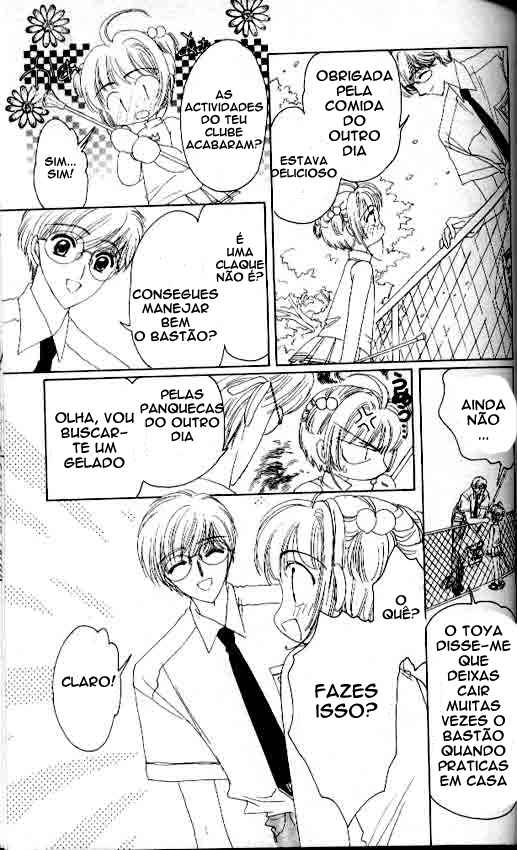 OBRIGADA
PELA
COMIDA
DO
OUTRO
DIA
ESTAVA
DELICIOSO
AS
ACTIVIDADES
DO TEU
CLUBE
ACABARAM?
SIM...
SIM!
É
UMA
CLAQUE
NÃO É?
CONSEGUES
MANEJAR
BEM
O BASTÃO?
AINDA
NÃO
...
O TOYA
DISSE-ME
QUE
DEIXAS
CAIR
MUITAS
VEZES O
BASTÃO
QUANDO
PRATICAS
EM CASA
PELAS
PANQUECAS
DO OUTRO
DIA
OLHA, VOU
BUSCAR-
TE UM
GELADO
O
QUÊ?
FAZES
ISSO?
CLARO!